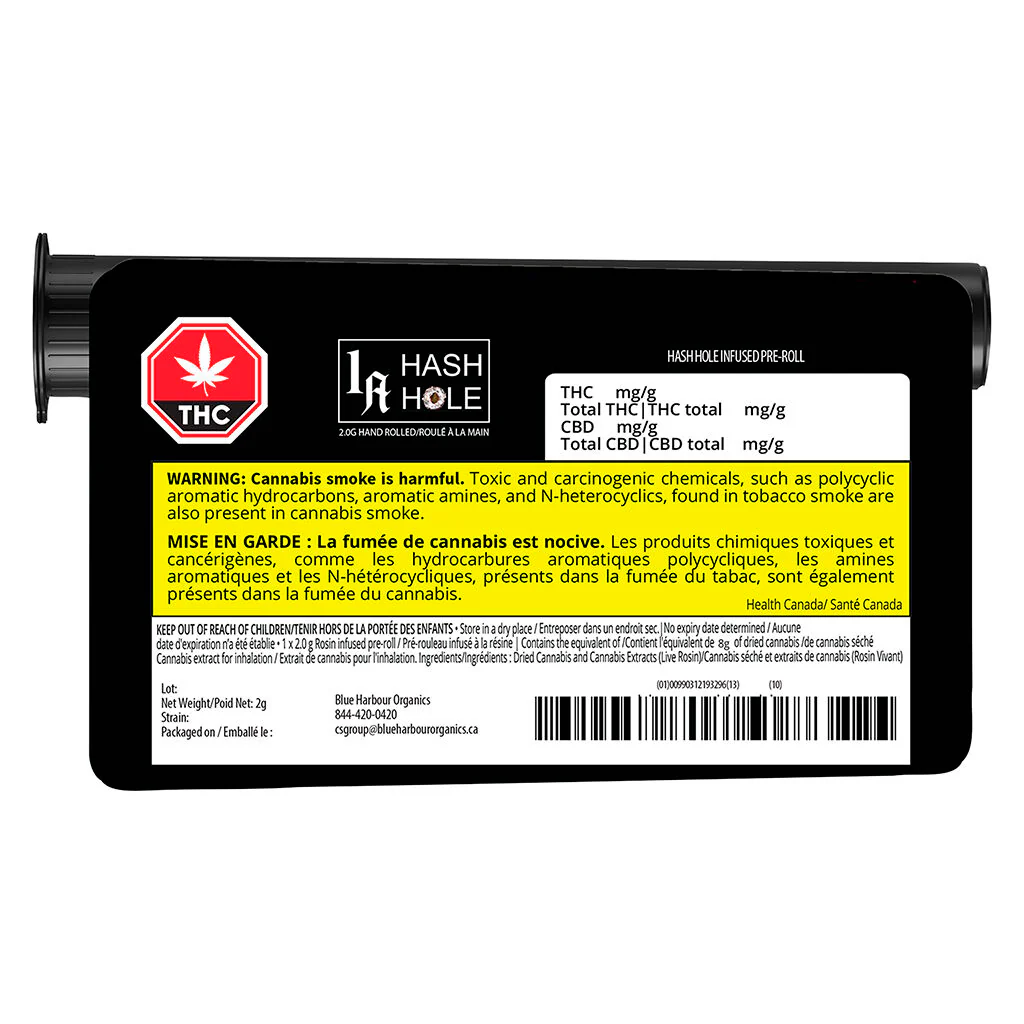 THC
1A HASH
HOLE
2.0G HAND ROLLED/ROULÉ À LA MAIN
HASH HOLE INFUSED PRE-ROLL
THC mg/g
Total THC|THC total mg/g
CBD mg/g
Total CBD|CBD total mg/g
WARNING: Cannabis smoke is harmful. Toxic and carcinogenic chemicals, such as polycyclic
aromatic hydrocarbons, aromatic amines, and N-heterocyclics, found in tobacco smoke are
also present in cannabis smoke.
MISE EN GARDE : La fumée de cannabis est nocive. Les produits chimiques toxiques et
cancérigènes, comme les hydrocarbures aromatiques polycycliques, les amines
aromatiques et les N-hétérocycliques, présents dans la fumée du tabac, sont également
présents dans la fumée du cannabis.
Health Canada/ Santé Canada
KEEP OUT OF REACH OF CHILDREN/TENIR HORS DE LA PORTÉE DES ENFANTS • Store in a dry place / Entreposer dans un endroit sec.|No expiry date determined / Aucune
date d'expiration n'a été établie • 1 x 2.0 g Rosin infused pre-roll / Pré-rouleau infusé à la résine | Contains the equivalent of /Contient l'équivalent de 8g of dried cannabis /de cannabis séché
Cannabis extract for inhalation / Extrait de cannabis pour l'inhalation. Ingredients/Ingrédients : Dried Cannabis and Cannabis Extracts (Live Rosin)/Cannabis séché et extraits de cannabis (Rosin Vivant)
Lot:
Net Weight/Poid Net: 2g
Strain:
Packaged on / Emballé le :
Blue Harbour Organics
844-420-0420
csgroup@blueharbourorganics.ca
(01)00990312193296(13) (10)